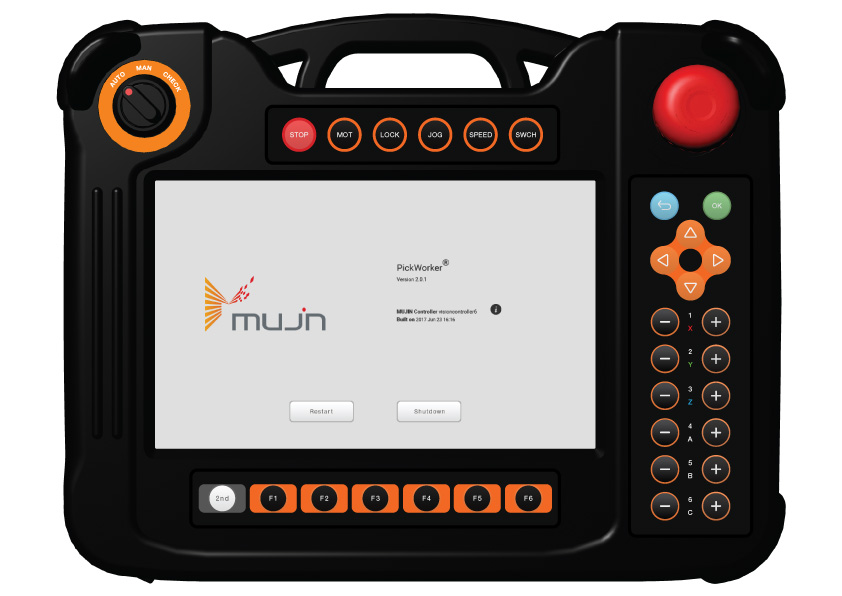 AUTO MAN CHECK
STOP MOT LOCK JOG SPEED SWCH
OK
PickWorker®
Version 2.0.1
MUJIN
MUJIN Controller visioncontroller6
i
Built on 2017 Jun 23 16:16
Restart Shutdown
1
X
2
Y
3
Z
4
A
5
B
6
C
2nd F1 F2 F3 F4 F5 F6